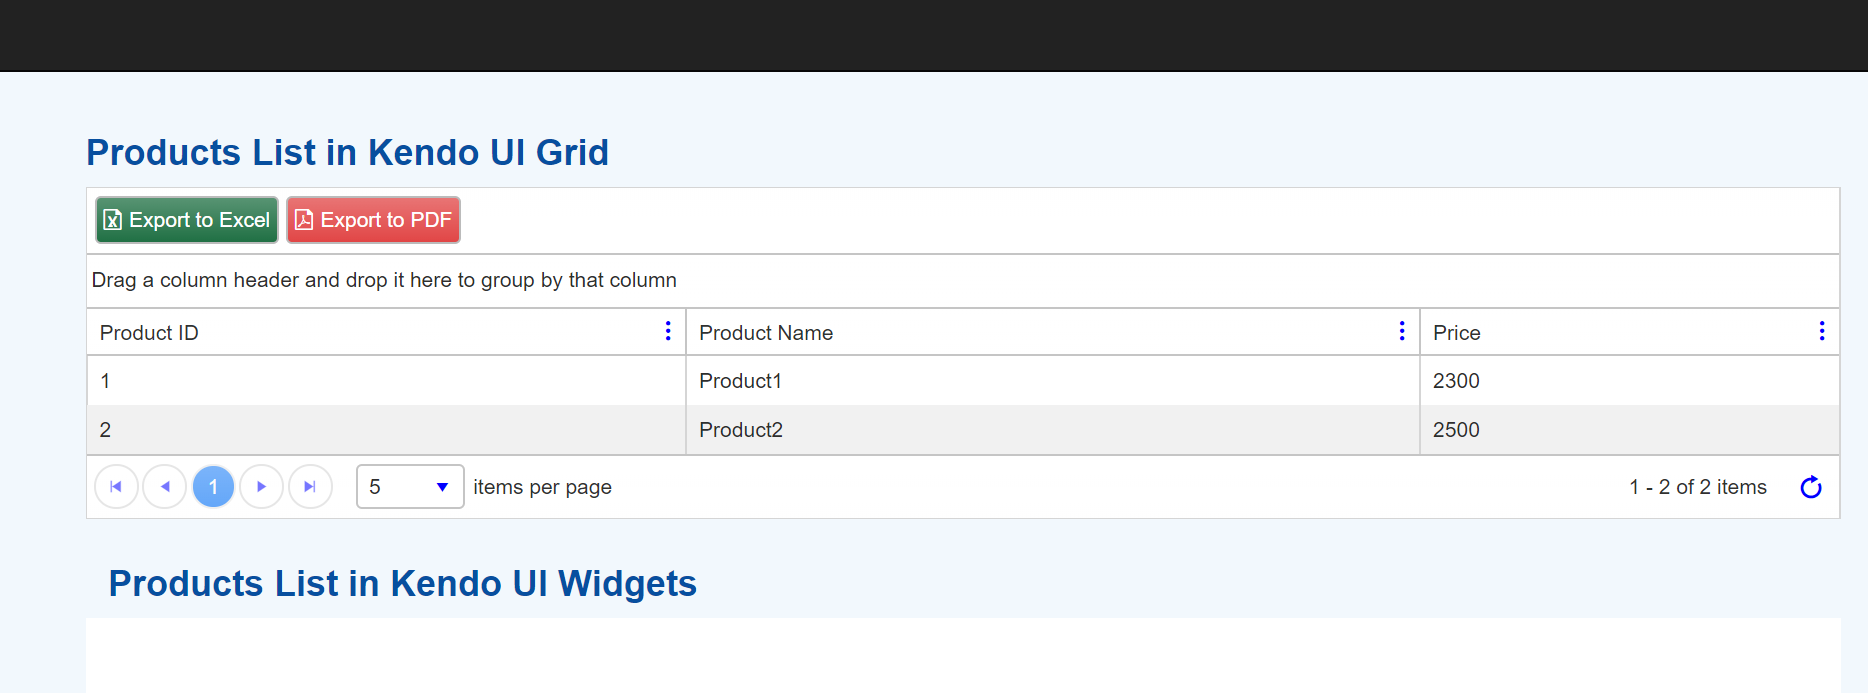 Products List in Kendo UI Grid
Export to Excel Export to PDF
Drag a column header and drop it here to group by that column
Product ID Product Name Price
1 Product1 2300
2 Product2 2500
1 5 items per page 1 - 2 of 2 items
Products List in Kendo UI Widgets